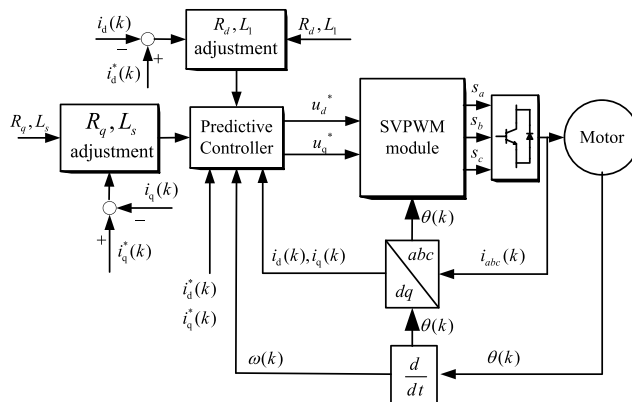 i_d(k)
−
+
i_d^*(k)
R_d, L_1
adjustment
R_d, L_1
R_q, L_s
R_q, L_s
adjustment
Predictive
Controller
u_d^*
u_q^*
SVPWM
module
s_a
s_b
s_c
Motor
i_q(k)
−
+
i_q^*(k)
θ(k)
i_d(k), i_q(k)
abc
dq
i_abc(k)
i_d^*(k)
i_q^*(k)
θ(k)
ω(k)
d
dt
θ(k)